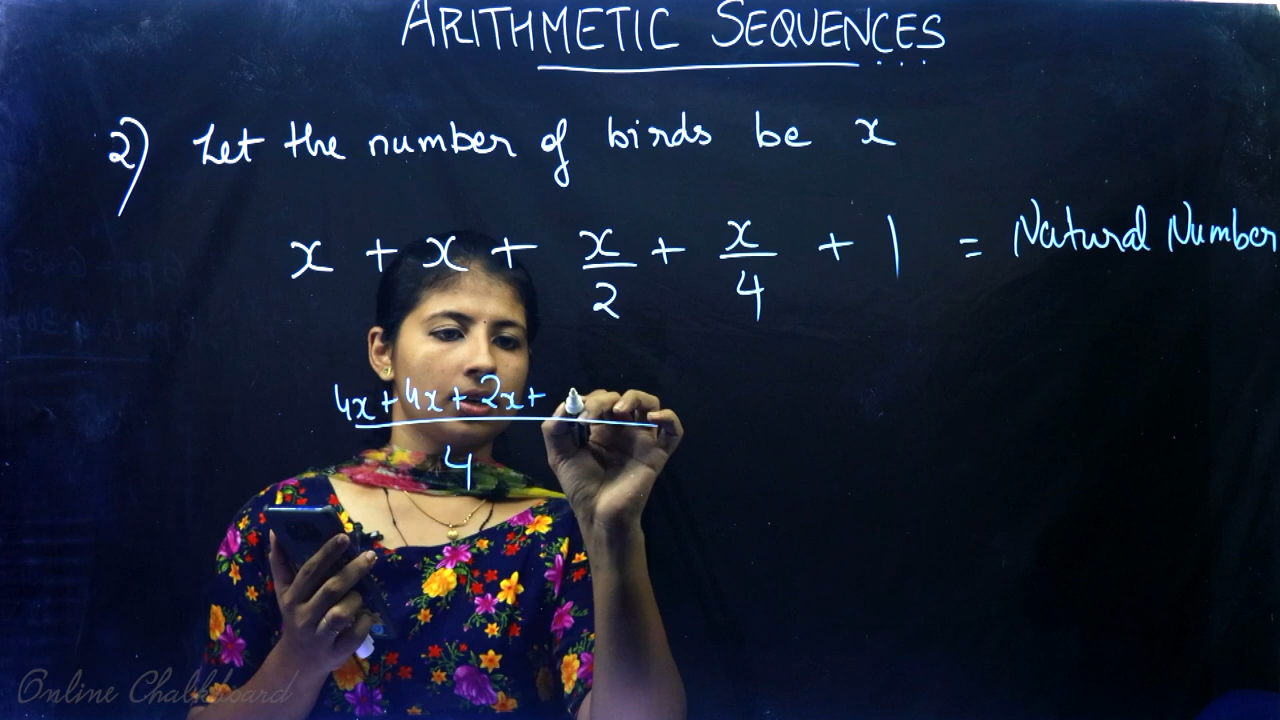 ARITHMETIC SEQUENCES...
2) Let the number of birds be x
x + x + x/2 + x/4 + 1 = Natural Number
4x + 4x + 2x +
4
Online Chalkboard